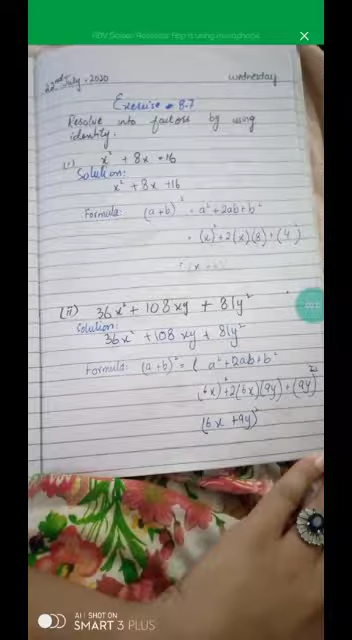 22nd July, 2020 Wednesday
Exercise # 8.7
Resolve into factors by using
identity.
(i) x² + 8x + 16
Solution:
x² + 8x + 16
Formula: (a+b)² = a² + 2ab + b²
= (x)² + 2(x)(8) + (4)²
(ii) 36x² + 108xy + 81y²
Solution:
36x² + 108xy + 81y²
Formula: (a+b)² = ( a² + 2ab + b²
(6x)² + 2(6x)(9y) + (9y)²
(6x + 9y)²
AI | SHOT ON
SMART 3 PLUS